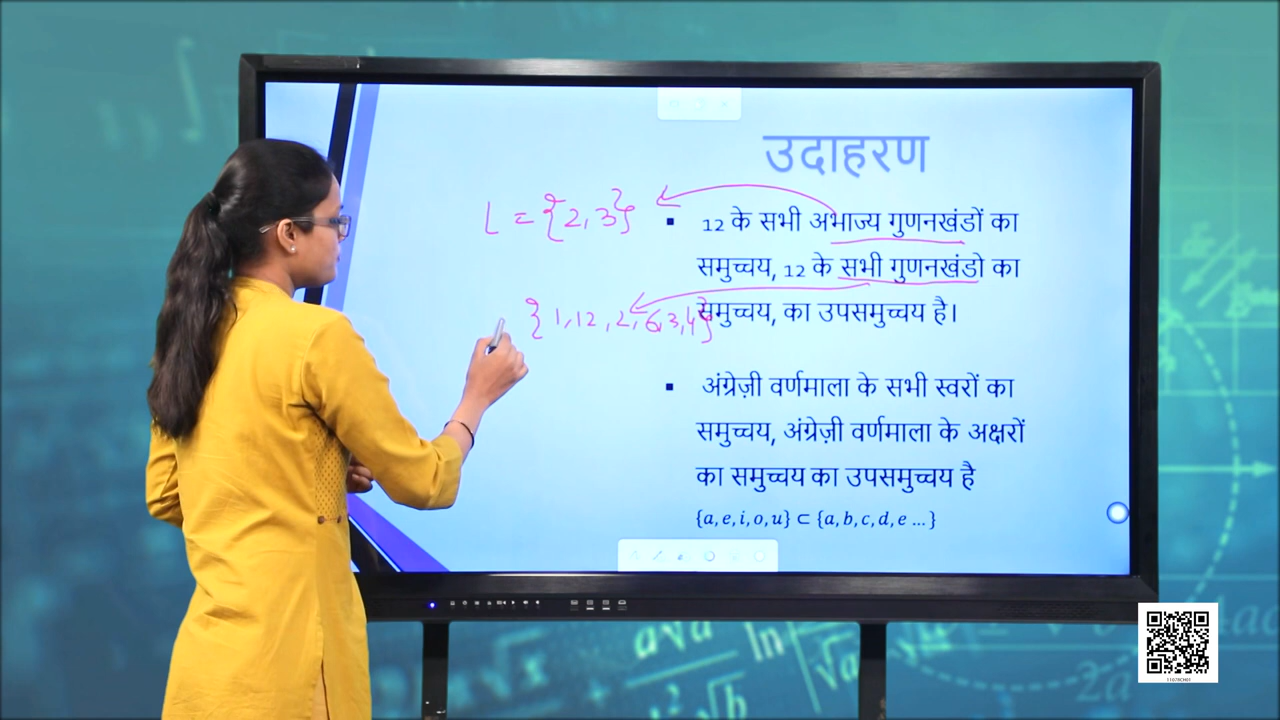 उदाहरण
L = {2, 3}
▪ 12 के सभी अभाज्य गुणनखंडों का
समुच्चय, 12 के सभी गुणनखंडो का
समुच्चय, का उपसमुच्चय है।
{1, 12, 2, 6, 3, 4}
▪ अंग्रेज़ी वर्णमाला के सभी स्वरों का
समुच्चय, अंग्रेज़ी वर्णमाला के अक्षरों
का समुच्चय का उपसमुच्चय है
{a, e, i, o, u} ⊂ {a, b, c, d, e ...}
11078CH01